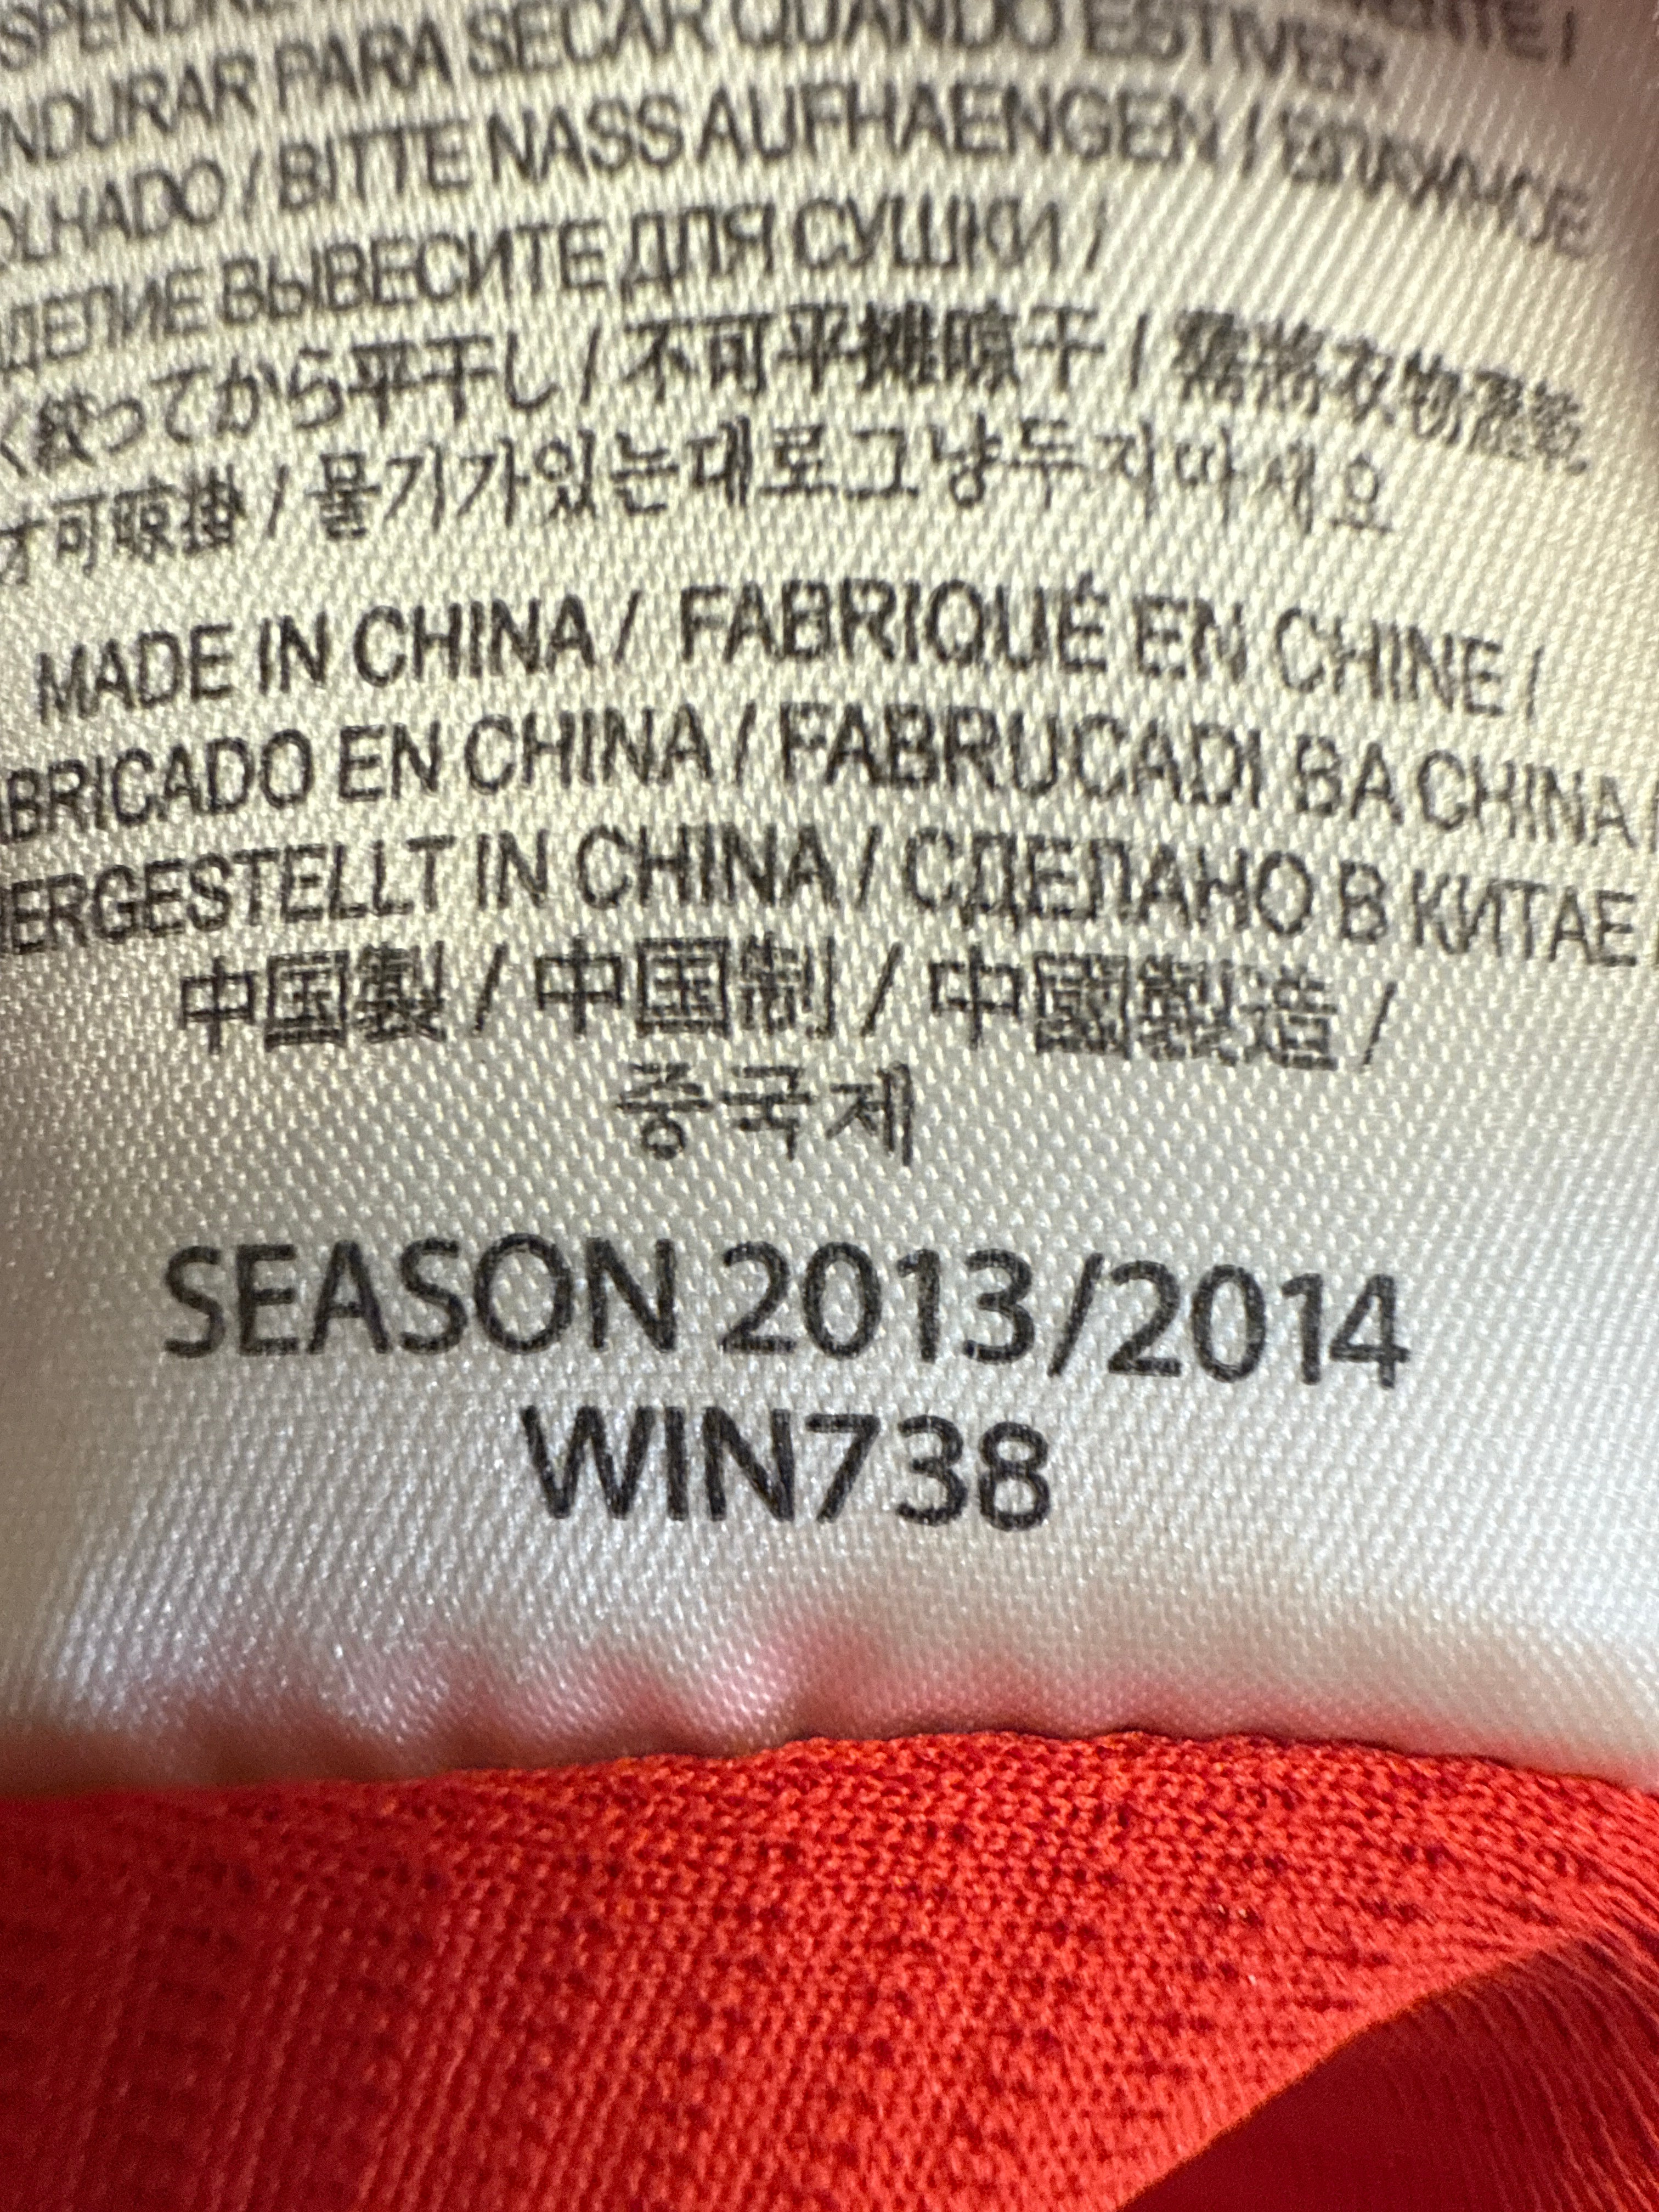 NDURAR PARA SECAR QUANDO ESTIVER
OLHADO / BITTE NASS AUFHAENGEN /
ДЕЛИЕ ВЫВЕСИТЕ ДЛЯ СУШКИ /
く絞ってから平干し / 不可平摊晾干 /
才可晾掛 / 물기가있는대로그냥두지마세요
MADE IN CHINA / FABRIQUÉ EN CHINE /
BRICADO EN CHINA / FABRUCADI BA CHINA
ERGESTELLT IN CHINA / СДЕЛАНО В КИТАЕ
中国製 / 中国制 / 中國製造 /
중국제
SEASON 2013/2014
WIN738